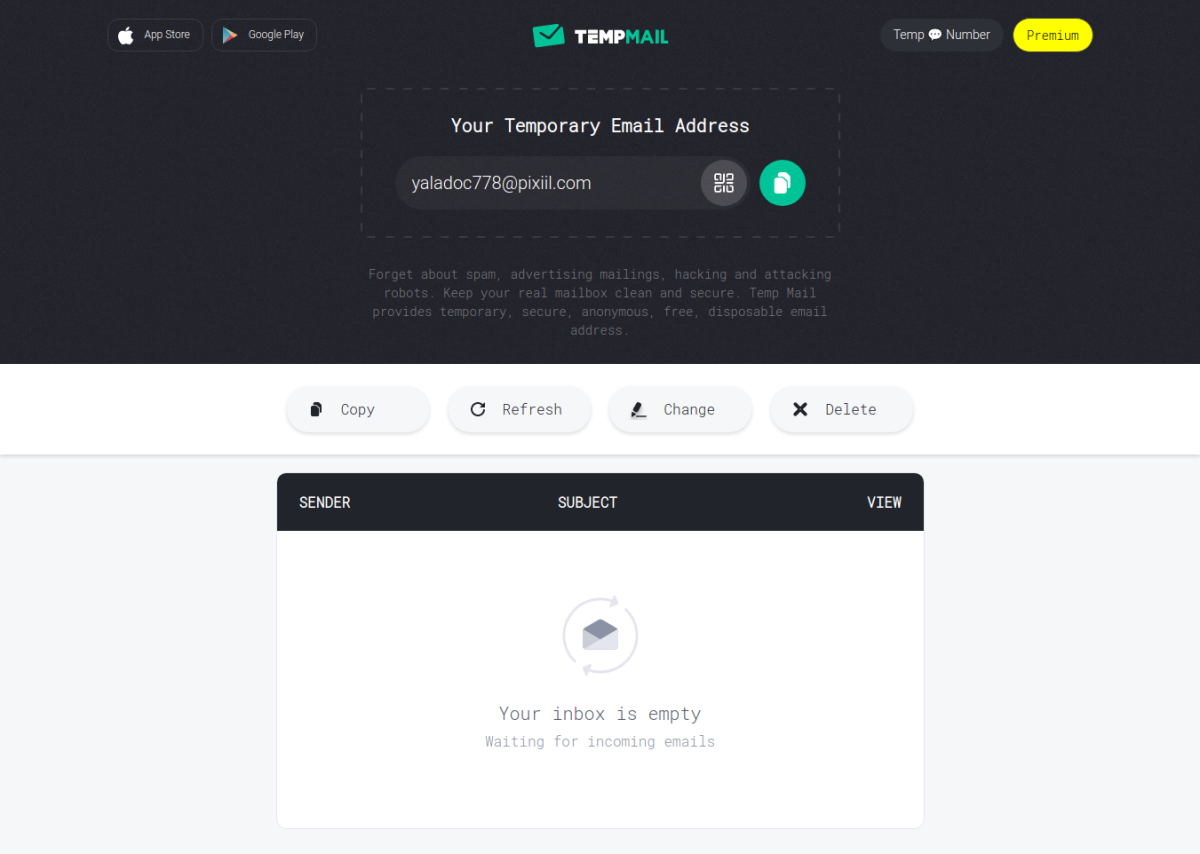 App Store
Google Play
TEMPMAIL
Temp 💬 Number
Premium
Your Temporary Email Address
yaladoc778@pixiil.com
Forget about spam, advertising mailings, hacking and attacking
robots. Keep your real mailbox clean and secure. Temp Mail
provides temporary, secure, anonymous, free, disposable email
address.
Copy
Refresh
Change
Delete
SENDER
SUBJECT
VIEW
Your inbox is empty
Waiting for incoming emails